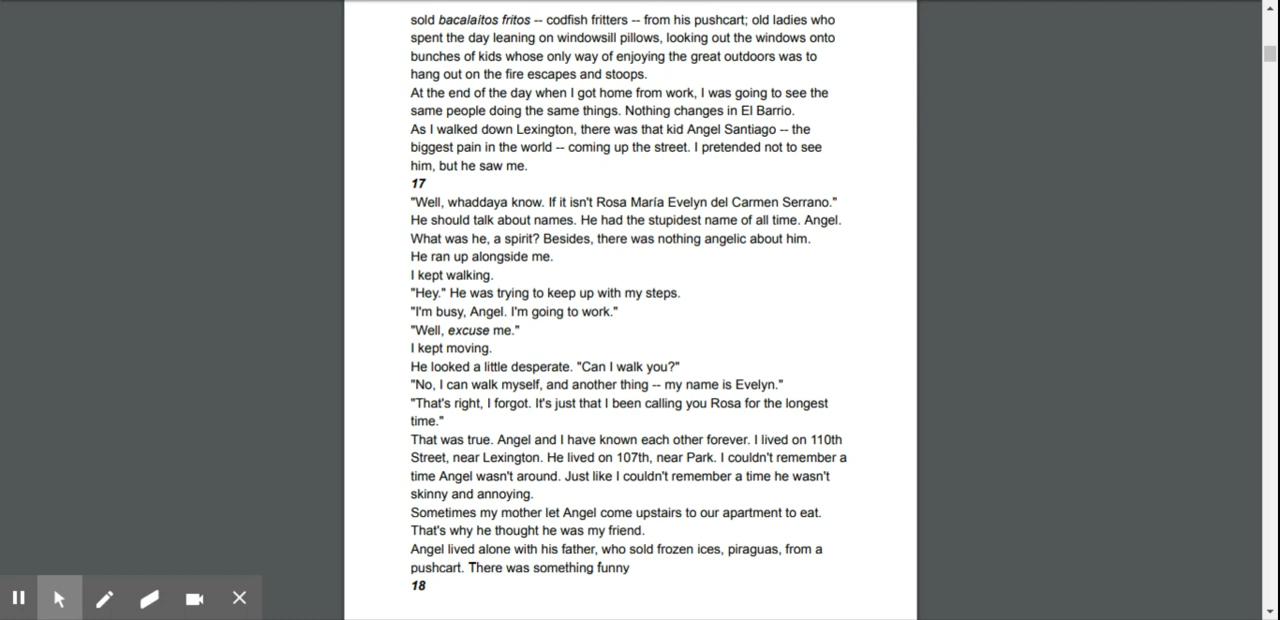 sold bacalaitos fritos -- codfish fritters -- from his pushcart; old ladies who
spent the day leaning on windowsill pillows, looking out the windows onto
bunches of kids whose only way of enjoying the great outdoors was to
hang out on the fire escapes and stoops.
At the end of the day when I got home from work, I was going to see the
same people doing the same things. Nothing changes in El Barrio.
As I walked down Lexington, there was that kid Angel Santiago -- the
biggest pain in the world -- coming up the street. I pretended not to see
him, but he saw me.
17
"Well, whaddaya know. If it isn't Rosa María Evelyn del Carmen Serrano."
He should talk about names. He had the stupidest name of all time. Angel.
What was he, a spirit? Besides, there was nothing angelic about him.
He ran up alongside me.
I kept walking.
"Hey." He was trying to keep up with my steps.
"I'm busy, Angel. I'm going to work."
"Well, excuse me."
I kept moving.
He looked a little desperate. "Can I walk you?"
"No, I can walk myself, and another thing -- my name is Evelyn."
"That's right, I forgot. It's just that I been calling you Rosa for the longest
time."
That was true. Angel and I have known each other forever. I lived on 110th
Street, near Lexington. He lived on 107th, near Park. I couldn't remember a
time Angel wasn't around. Just like I couldn't remember a time he wasn't
skinny and annoying.
Sometimes my mother let Angel come upstairs to our apartment to eat.
That's why he thought he was my friend.
Angel lived alone with his father, who sold frozen ices, piraguas, from a
pushcart. There was something funny
18